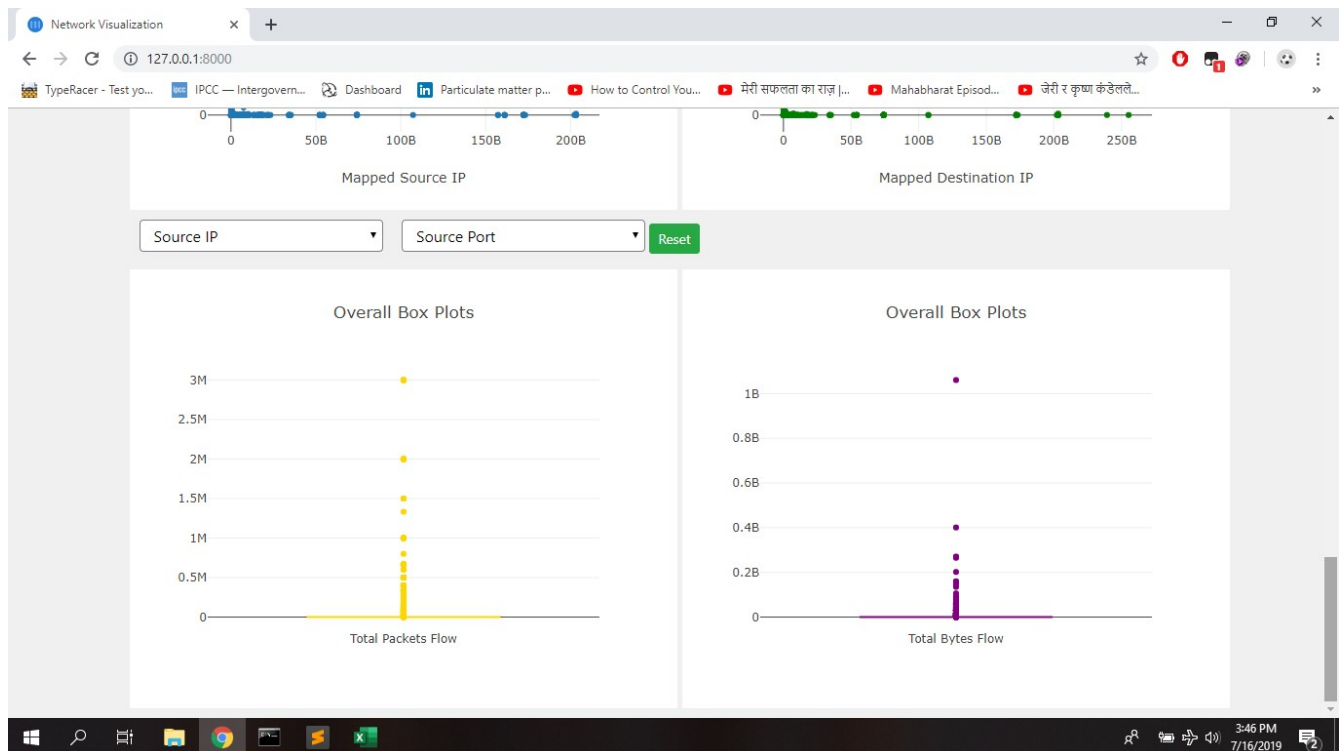 Network Visualization
127.0.0.1:8000
TypeRacer - Test yo... IPCC — Intergovern... Dashboard Particulate matter p... How to Control You... मेरी सफलता का राज़ |... Mahabharat Episod... जेरी र कृष्ण कंडेलले...
0 0
0 50B 100B 150B 200B 0 50B 100B 150B 200B 250B
Mapped Source IP Mapped Destination IP
Source IP Source Port Reset
Overall Box Plots Overall Box Plots
3M
2.5M
2M
1.5M
1M
0.5M
0
Total Packets Flow
1B
0.8B
0.6B
0.4B
0.2B
0
Total Bytes Flow
3:46 PM
7/16/2019